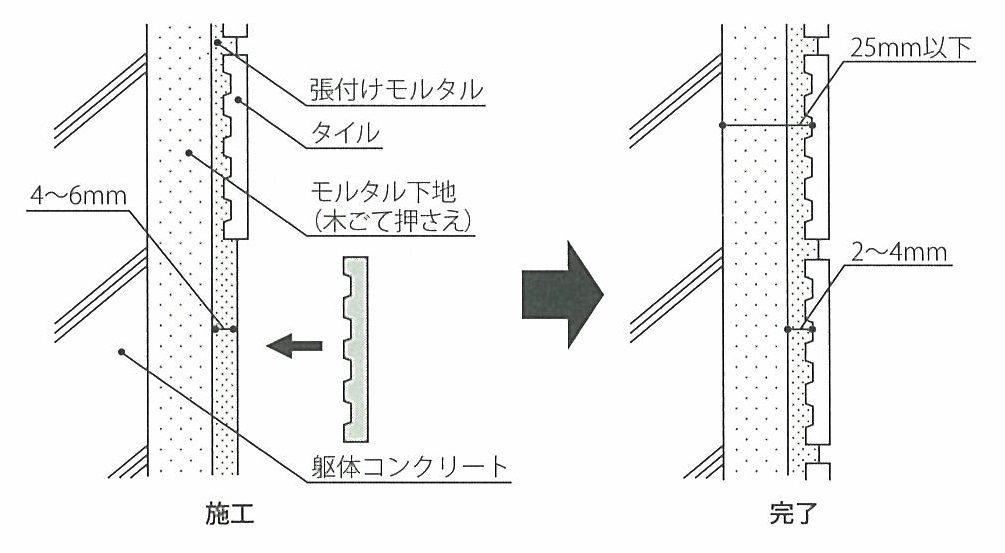 張付けモルタル
タイル
4〜6mm
モルタル下地
(木ごて押さえ)
躯体コンクリート
施工
25mm以下
2〜4mm
完了